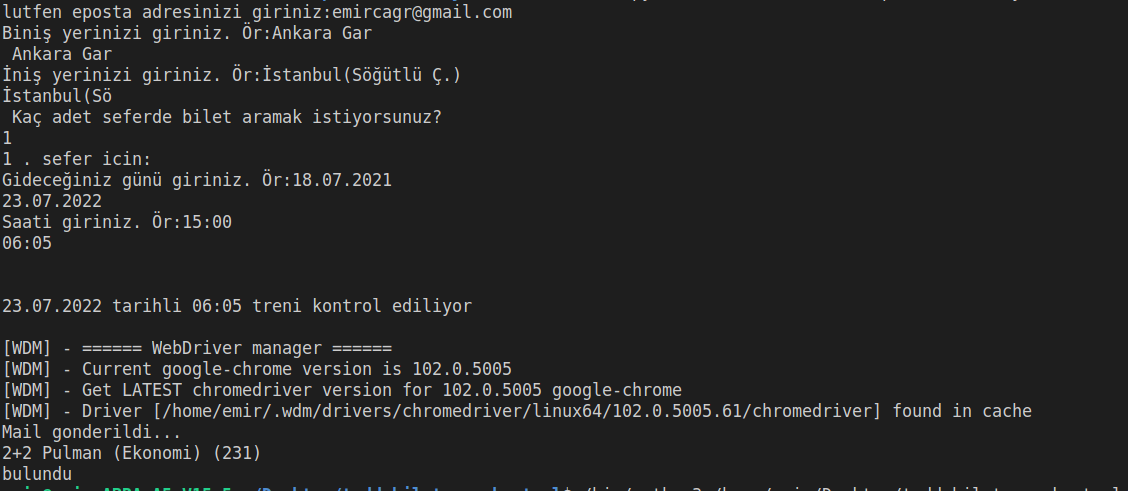 lutfen eposta adresinizi giriniz:emircagr@gmail.com
Biniş yerinizi giriniz. Ör:Ankara Gar
 Ankara Gar
İniş yerinizi giriniz. Ör:İstanbul(Söğütlü Ç.)
İstanbul(Sö
 Kaç adet seferde bilet aramak istiyorsunuz?
1
1 . sefer icin:
Gideceğiniz günü giriniz. Ör:18.07.2021
23.07.2022
Saati giriniz. Ör:15:00
06:05
23.07.2022 tarihli 06:05 treni kontrol ediliyor
[WDM] - ====== WebDriver manager ======
[WDM] - Current google-chrome version is 102.0.5005
[WDM] - Get LATEST chromedriver version for 102.0.5005 google-chrome
[WDM] - Driver [/home/emir/.wdm/drivers/chromedriver/linux64/102.0.5005.61/chromedriver] found in cache
Mail gonderildi...
2+2 Pulman (Ekonomi) (231)
bulundu